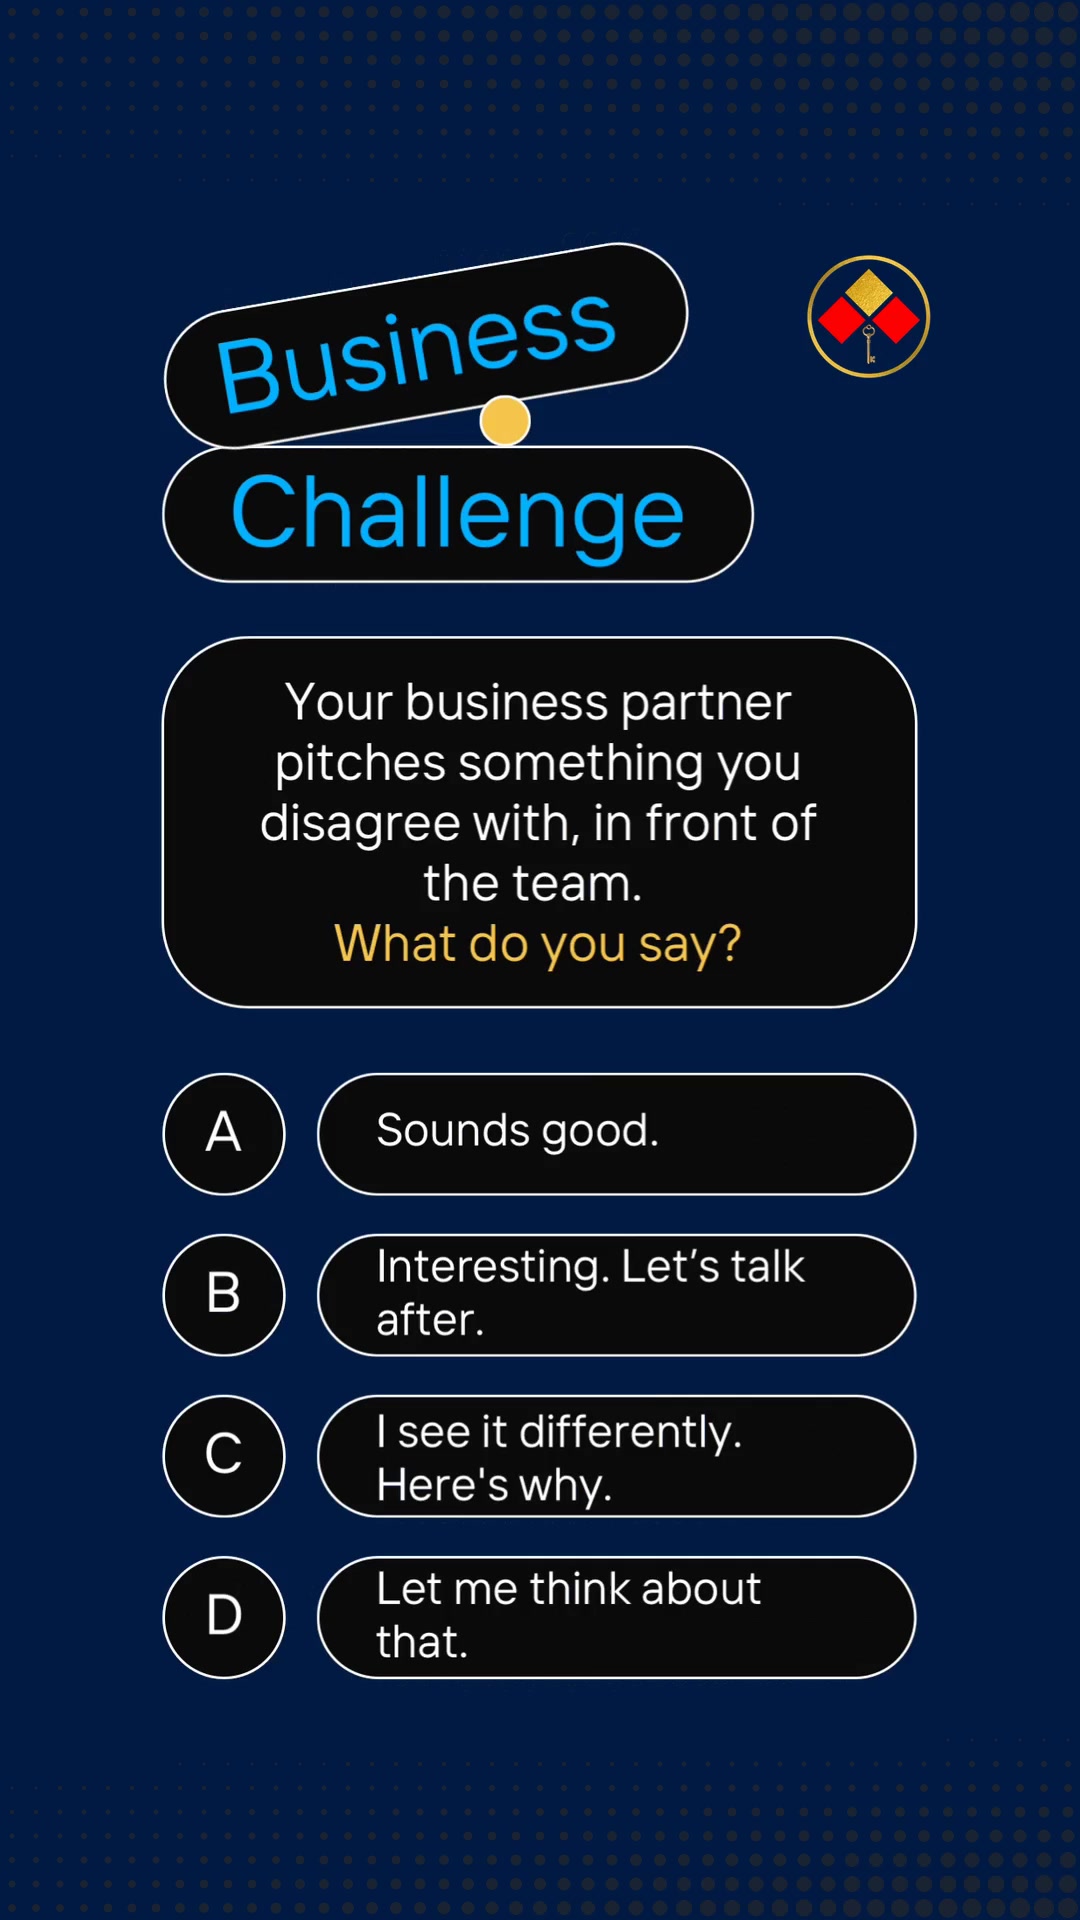 Business
Challenge
Your business partner
pitches something you
disagree with, in front of
the team.
What do you say?
A
Sounds good.
B
Interesting. Let’s talk
after.
C
I see it differently.
Here's why.
D
Let me think about
that.